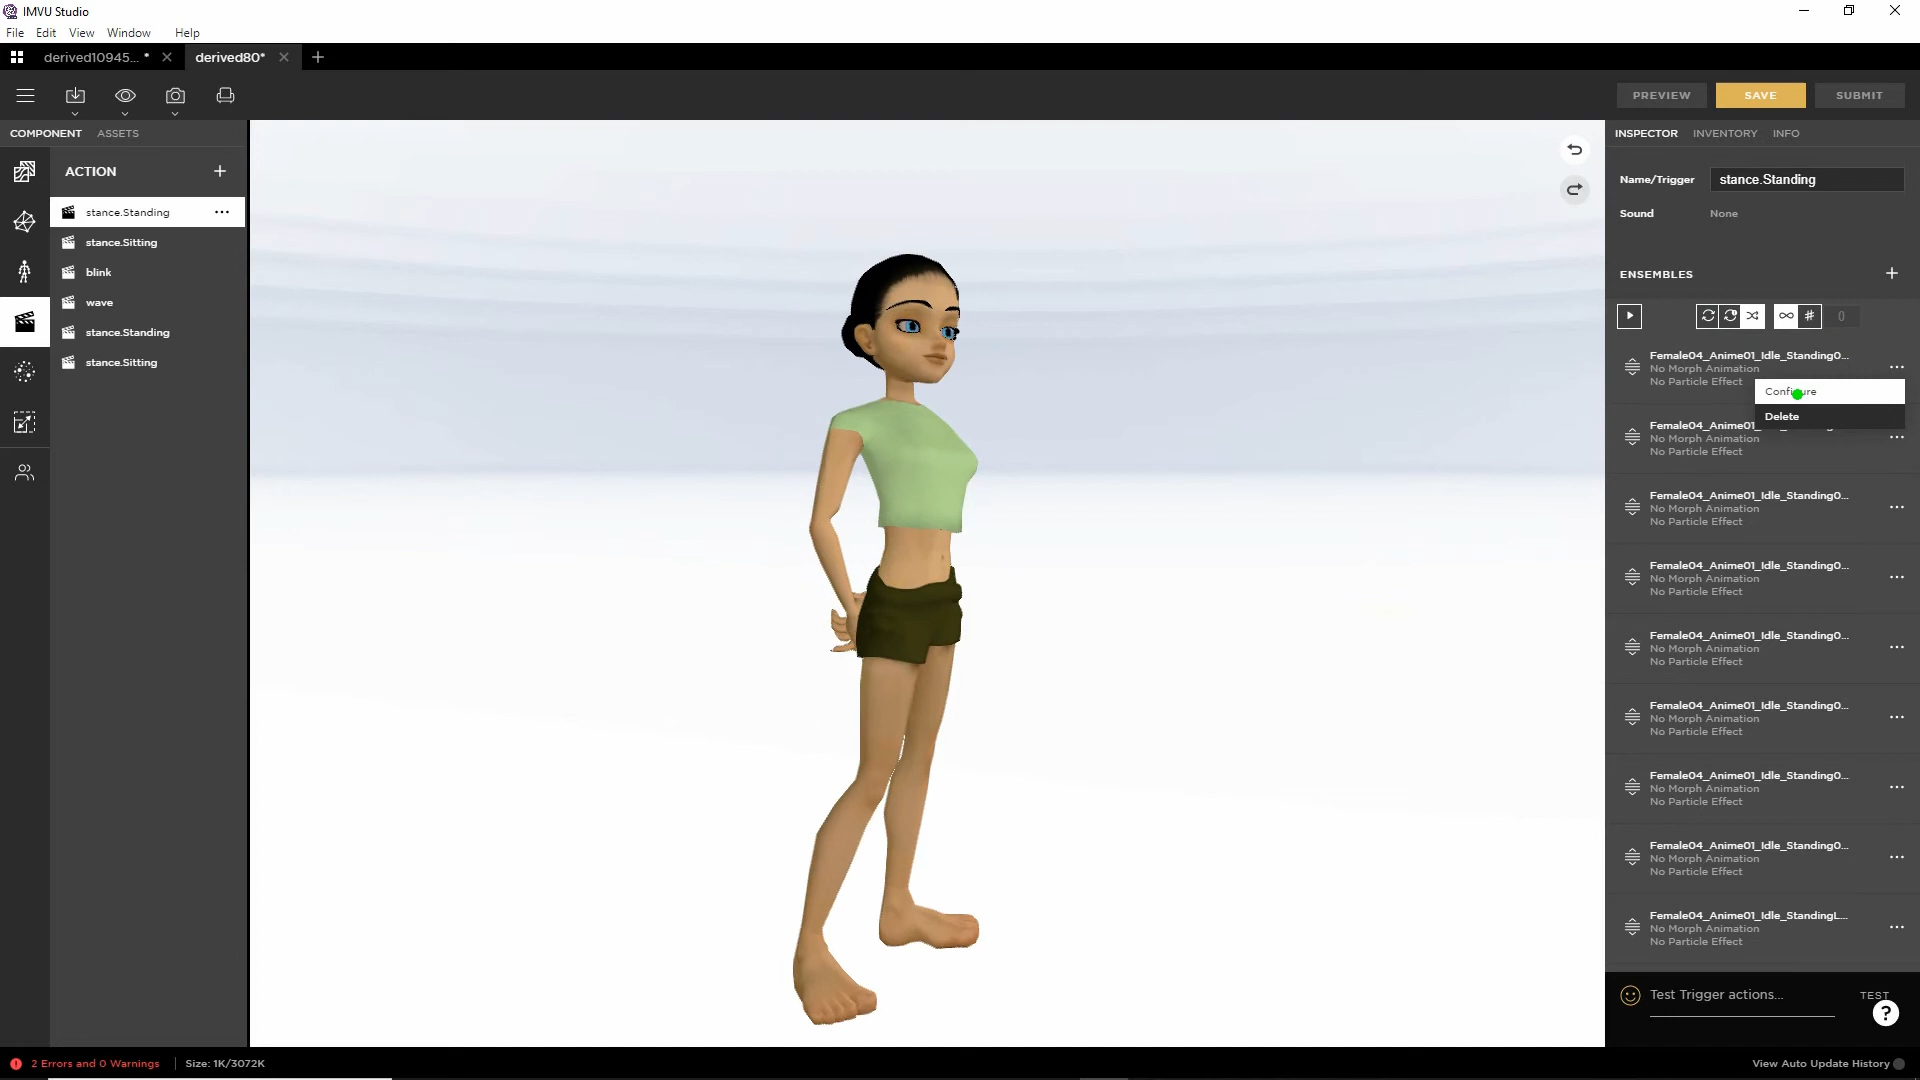 IMVU Studio
File Edit View Window Help
derived10945... * derived80*
PREVIEW SAVE SUBMIT
COMPONENT ASSETS
ACTION
stance.Standing
stance.Sitting
blink
wave
stance.Standing
stance.Sitting
INSPECTOR INVENTORY INFO
Name/Trigger stance.Standing
Sound None
ENSEMBLES
0
Female04_Anime01_Idle_Standing0...
No Morph Animation
No Particle Effect
Configure
Delete
Female04_Anime01_
No Morph Animation
No Particle Effect
Female04_Anime01_Idle_Standing0...
No Morph Animation
No Particle Effect
Female04_Anime01_Idle_Standing0...
No Morph Animation
No Particle Effect
Female04_Anime01_Idle_Standing0...
No Morph Animation
No Particle Effect
Female04_Anime01_Idle_Standing0...
No Morph Animation
No Particle Effect
Female04_Anime01_Idle_Standing0...
No Morph Animation
No Particle Effect
Female04_Anime01_Idle_Standing0...
No Morph Animation
No Particle Effect
Female04_Anime01_Idle_StandingL...
No Morph Animation
No Particle Effect
Test Trigger actions... TEST
?
2 Errors and 0 Warnings Size: 1K/3072K
View Auto Update History